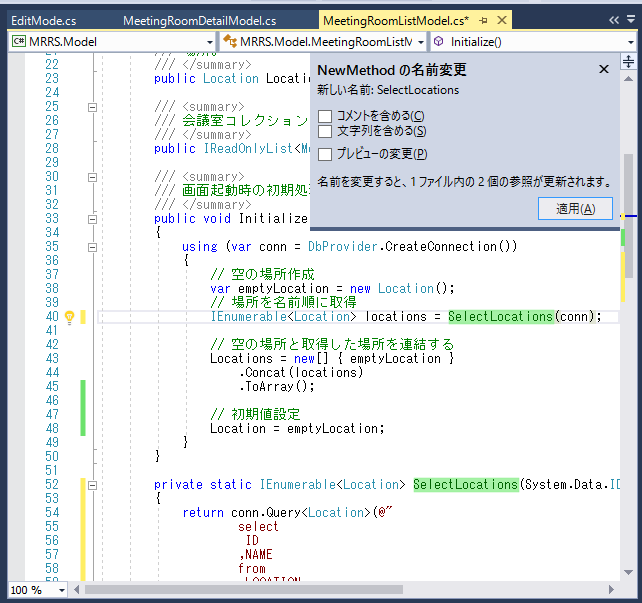 EditMode.cs MeetingRoomDetailModel.cs MeetingRoomListModel.cs*
MRRS.Model MRRS.Model.MeetingRoomListM Initialize()
22 /// </summary>
23 public Location Locatio
24
25 /// <summary>
26 /// 会議室コレクション
27 /// </summary>
28 public IReadOnlyList<Me
29
30 /// <summary>
31 /// 画面起動時の初期処理
32 /// </summary>
33 public void Initialize
34 {
35 using (var conn = DbProvider.CreateConnection())
36 {
37 // 空の場所作成
38 var emptyLocation = new Location();
39 // 場所を名前順に取得
40 IEnumerable<Location> locations = SelectLocations(conn);
41
42 // 空の場所と取得した場所を連結する
43 Locations = new[] { emptyLocation }
44 .Concat(locations)
45 .ToArray();
46
47 // 初期値設定
48 Location = emptyLocation;
49 }
50 }
51
52 private static IEnumerable<Location> SelectLocations(System.Data.ID
53 {
54 return conn.Query<Location>(@"
55 select
56 ID
57 ,NAME
58 from
NewMethod の名前変更
新しい名前: SelectLocations
コメントを含める(C)
文字列を含める(S)
プレビューの変更(P)
名前を変更すると、1 ファイル内の 2 個の参照が更新されます。
適用(A)
100 %